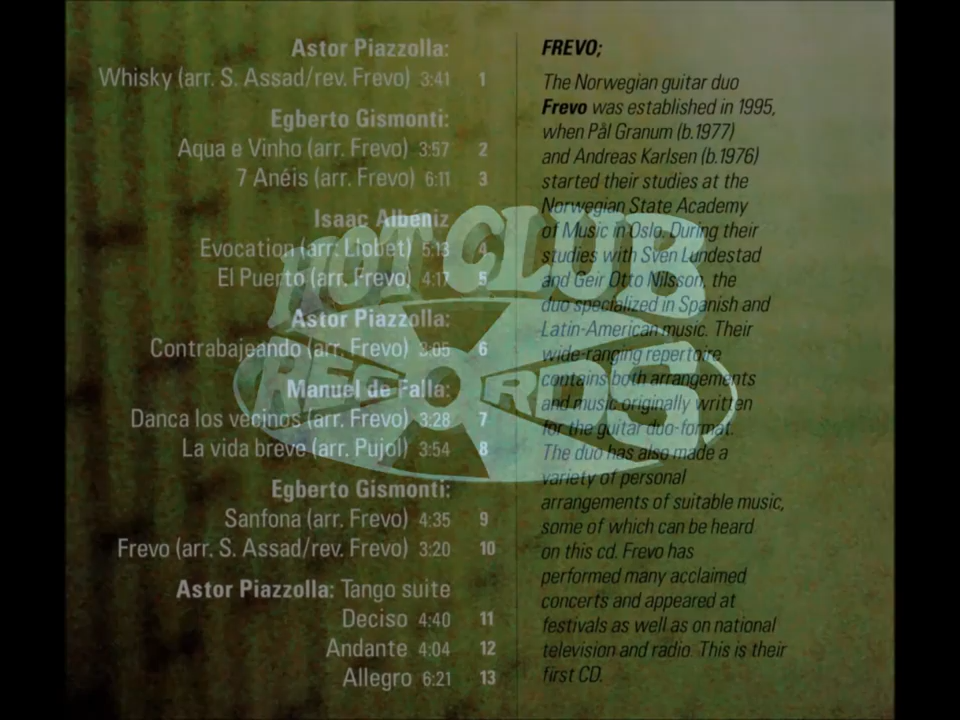 Astor Piazzolla:
Whisky (arr. S. Assad/rev. Frevo) 3:41 1
Egberto Gismonti:
Aqua e Vinho (arr. Frevo) 3:57 2
7 Anéis (arr. Frevo) 6:11 3
Isaac Albéniz
Evocation (arr. Llobet) 5:13 4
El Puerto (arr. Frevo) 4:17 5
Astor Piazzolla:
Contrabajeando (arr. Frevo) 3:05 6
Manuel de Falla:
Danca los vecinos (arr. Frevo) 3:28 7
La vida breve (arr. Pujol) 3:54 8
Egberto Gismonti:
Sanfona (arr. Frevo) 4:35 9
Frevo (arr. S. Assad/rev. Frevo) 3:20 10
Astor Piazzolla: Tango suite
Deciso 4:40 11
Andante 4:04 12
Allegro 6:21 13
FREVO;
The Norwegian guitar duo
Frevo was established in 1995,
when Pål Granum (b.1977)
and Andreas Karlsen (b.1976)
started their studies at the
Norwegian State Academy
of Music in Oslo. During their
studies with Sven Lundestad
and Geir Otto Nilsson, the
duo specialized in Spanish and
Latin-American music. Their
wide-ranging repertoire
contains both arrangements
and music originally written
for the guitar duo-format.
The duo has also made a
variety of personal
arrangements of suitable music,
some of which can be heard
on this cd. Frevo has
performed many acclaimed
concerts and appeared at
festivals as well as on national
television and radio. This is their
first CD.
HOT CLUB
RECORDS